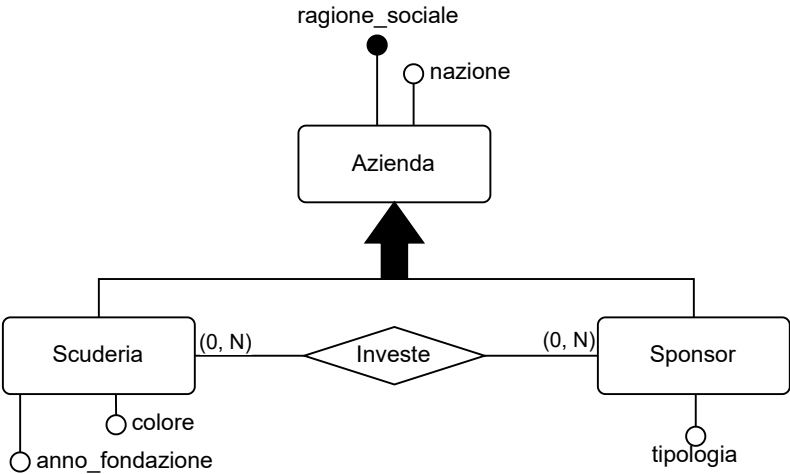 ragione_sociale
nazione
Azienda
Scuderia
(0, N)
Investe
(0, N)
Sponsor
colore
anno_fondazione
tipologia